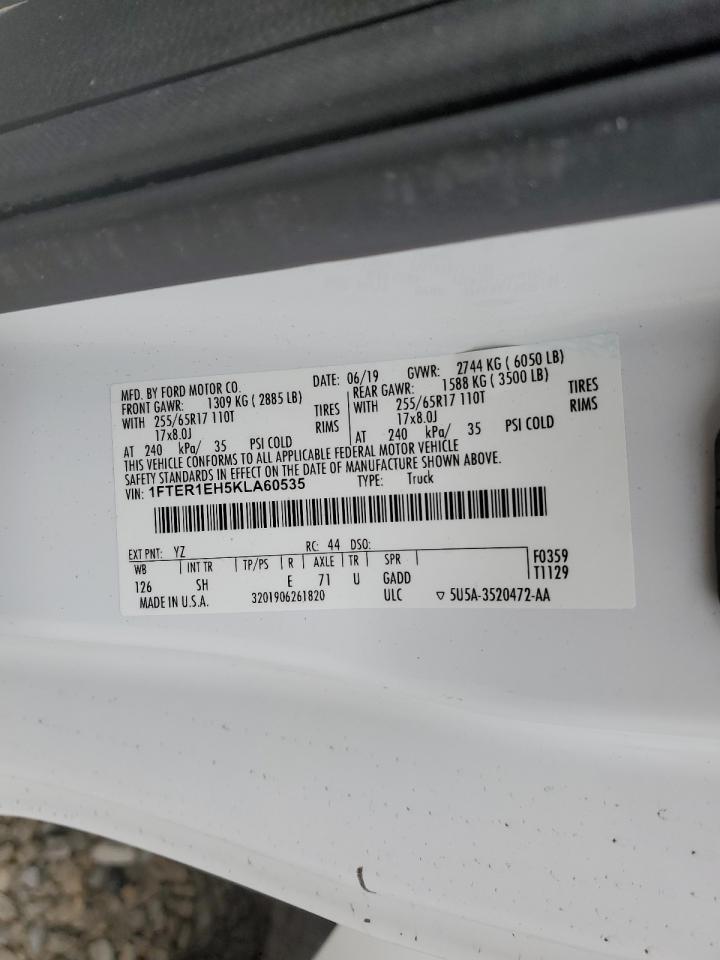 MFD. BY FORD MOTOR CO. DATE: 06/19 GVWR: 2744 KG ( 6050 LB)
FRONT GAWR: 1309 KG ( 2885 LB) REAR GAWR: 1588 KG ( 3500 LB)
WITH 255/65R17 110T TIRES WITH 255/65R17 110T TIRES
17x8.0J RIMS 17x8.0J RIMS
AT 240 kPa/ 35 PSI COLD AT 240 kPa/ 35 PSI COLD
THIS VEHICLE CONFORMS TO ALL APPLICABLE FEDERAL MOTOR VEHICLE
SAFETY STANDARDS IN EFFECT ON THE DATE OF MANUFACTURE SHOWN ABOVE.
VIN: 1FTER1EH5KLA60535 TYPE: Truck
EXT PNT: YZ RC: 44 DSO:
WB INT TR TP/PS R AXLE TR SPR F0359
126 SH E 71 U GADD T1129
MADE IN U.S.A. 3201906261820 ULC ▽ 5U5A-3520472-AA